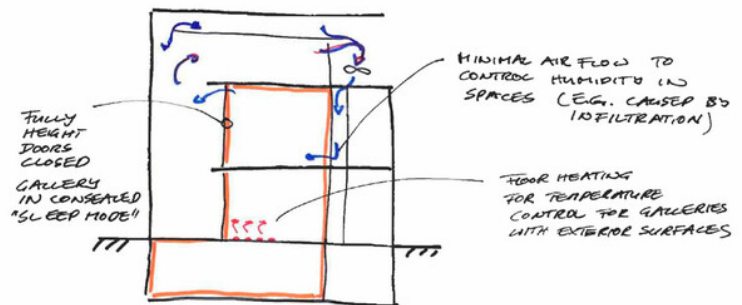 FULLY
HEIGHT
DOORS
CLOSED
GALLERY
IN CONSEALED
"SLEEP MODE"
MINIMAL AIR FLOW TO
CONTROL HUMIDITY IN
SPACES (E.G. CAUSED BY
INFILTRATION)
FLOOR HEATING
FOR TEMPERATURE
CONTROL FOR GALLERIES
WITH EXTERIOR SURFACES